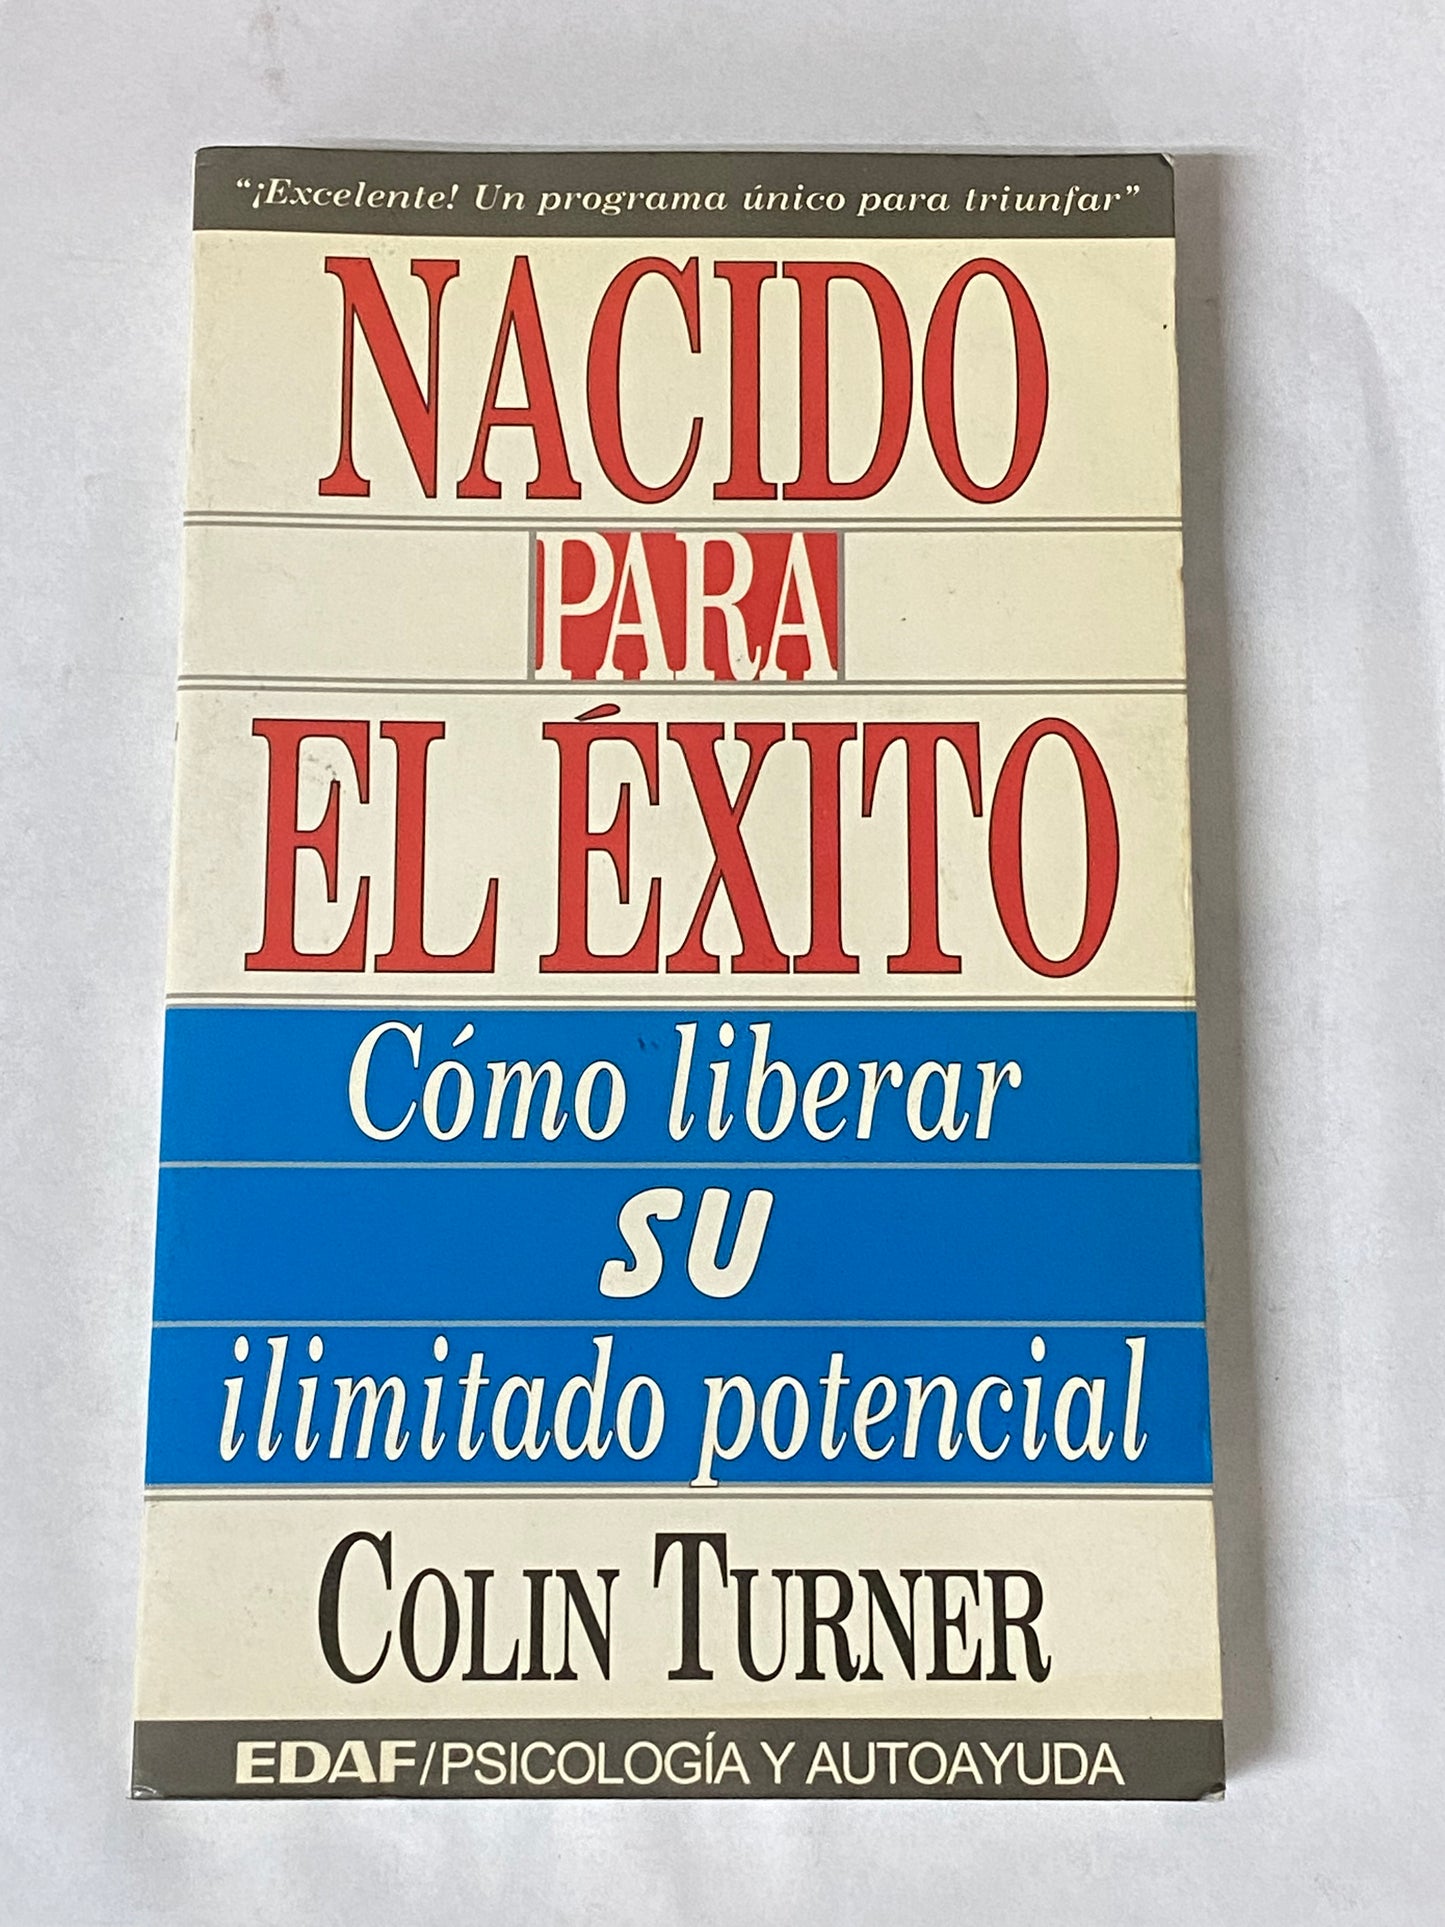 “¡Excelente! Un programa único para triunfar”
NACIDO
PARA
EL ÉXITO
Cómo liberar
su
ilimitado potencial
COLIN TURNER
EDAF/PSICOLOGÍA Y AUTOAYUDA